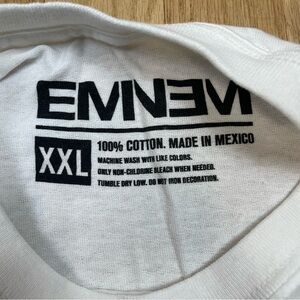 EMINƎM
XXL
100% COTTON. MADE IN MEXICO
MACHINE WASH WITH LIKE COLORS.
ONLY NON-CHLORINE BLEACH WHEN NEEDED.
TUMBLE DRY LOW. DO NOT IRON DECORATION.